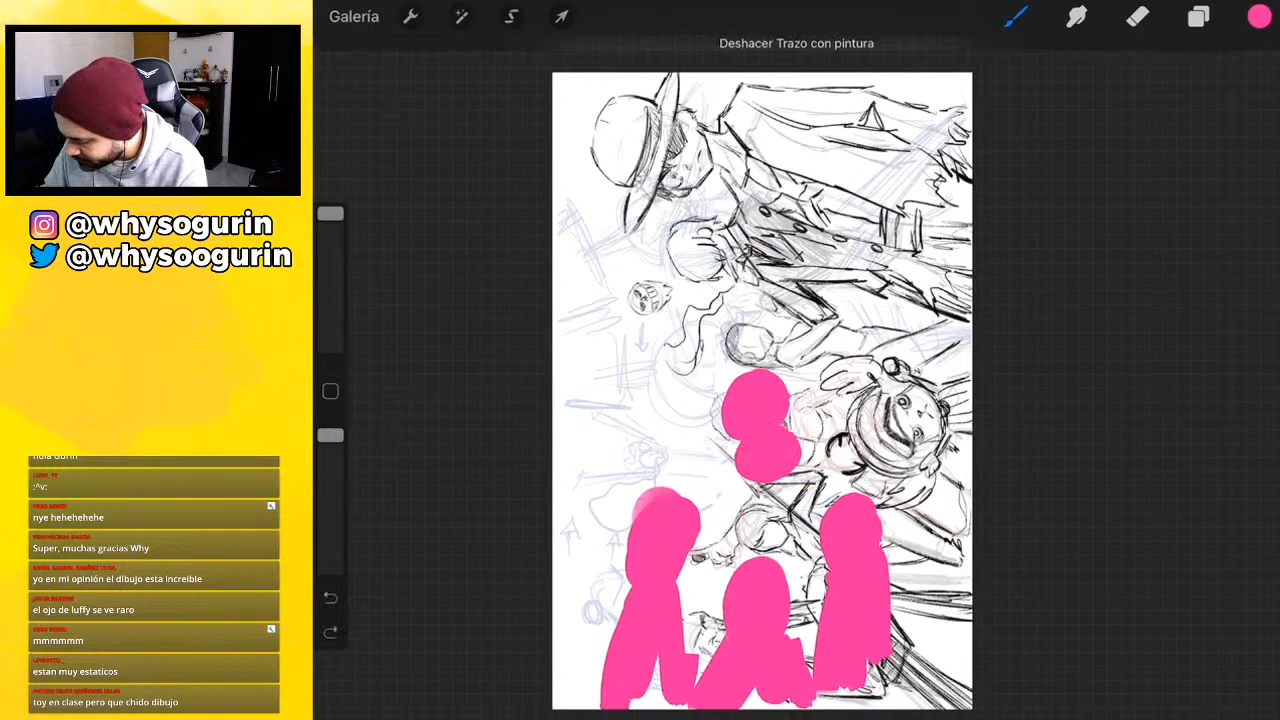 Galería
Deshacer Trazo con pintura
@whysogurin
@whysoogurin
hola Gurin
:^v:
nye hehehehehe
Super, muchas gracias Why
yo en mi opinión el dibujo esta increible
el ojo de luffy se ve raro
mmmmmm
estan muy estaticos
toy en clase pero que chido dibujo